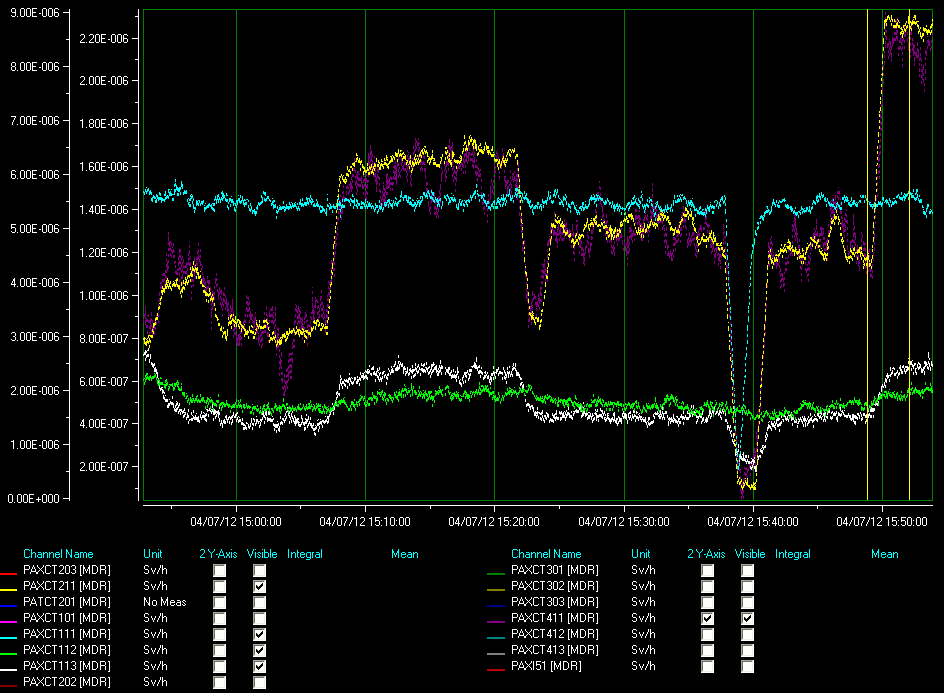 9.00E-006
8.00E-006
7.00E-006
6.00E-006
5.00E-006
4.00E-006
3.00E-006
2.00E-006
1.00E-006
0.00E+000
2.20E-006
2.00E-006
1.80E-006
1.60E-006
1.40E-006
1.20E-006
1.00E-006
8.00E-007
6.00E-007
4.00E-007
2.00E-007
04/07/12 15:00:00 04/07/12 15:10:00 04/07/12 15:20:00 04/07/12 15:30:00 04/07/12 15:40:00 04/07/12 15:50:00
Channel Name Unit 2 Y-Axis Visible Integral Mean
PAXCT203 [MDR] Sv/h
PAXCT211 [MDR] Sv/h
PATCT201 [MDR] No Meas
PAXCT101 [MDR] Sv/h
PAXCT111 [MDR] Sv/h
PAXCT112 [MDR] Sv/h
PAXCT113 [MDR] Sv/h
PAXCT202 [MDR] Sv/h
Channel Name Unit 2 Y-Axis Visible Integral Mean
PAXCT301 [MDR] Sv/h
PAXCT302 [MDR] Sv/h
PAXCT303 [MDR] Sv/h
PAXCT411 [MDR] Sv/h
PAXCT412 [MDR] Sv/h
PAXCT413 [MDR] Sv/h
PAXI51 [MDR] Sv/h